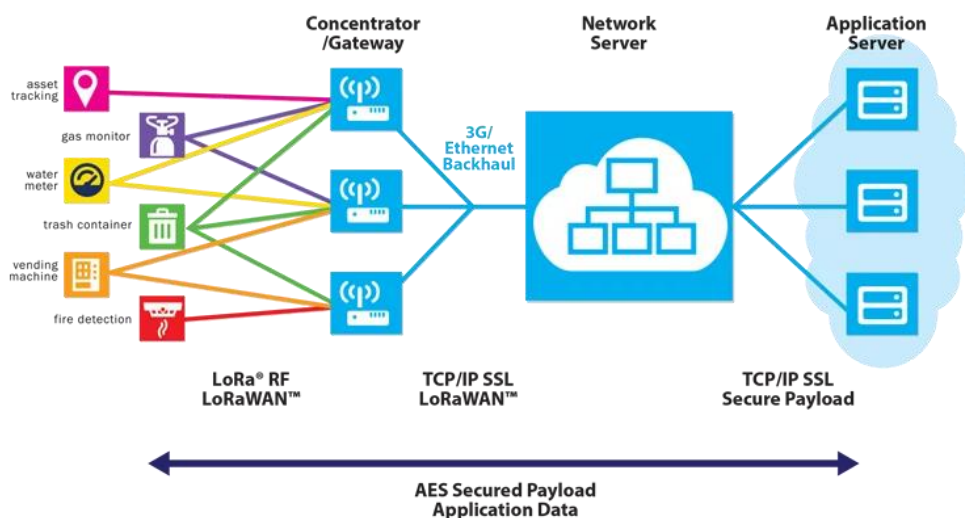 Concentrator
/Gateway
Network
Server
Application
Server
asset
tracking
gas monitor
water
meter
trash container
vending
machine
fire detection
3G/
Ethernet
Backhaul
LoRa® RF
LoRaWAN™
TCP/IP SSL
LoRaWAN™
TCP/IP SSL
Secure Payload
AES Secured Payload
Application Data